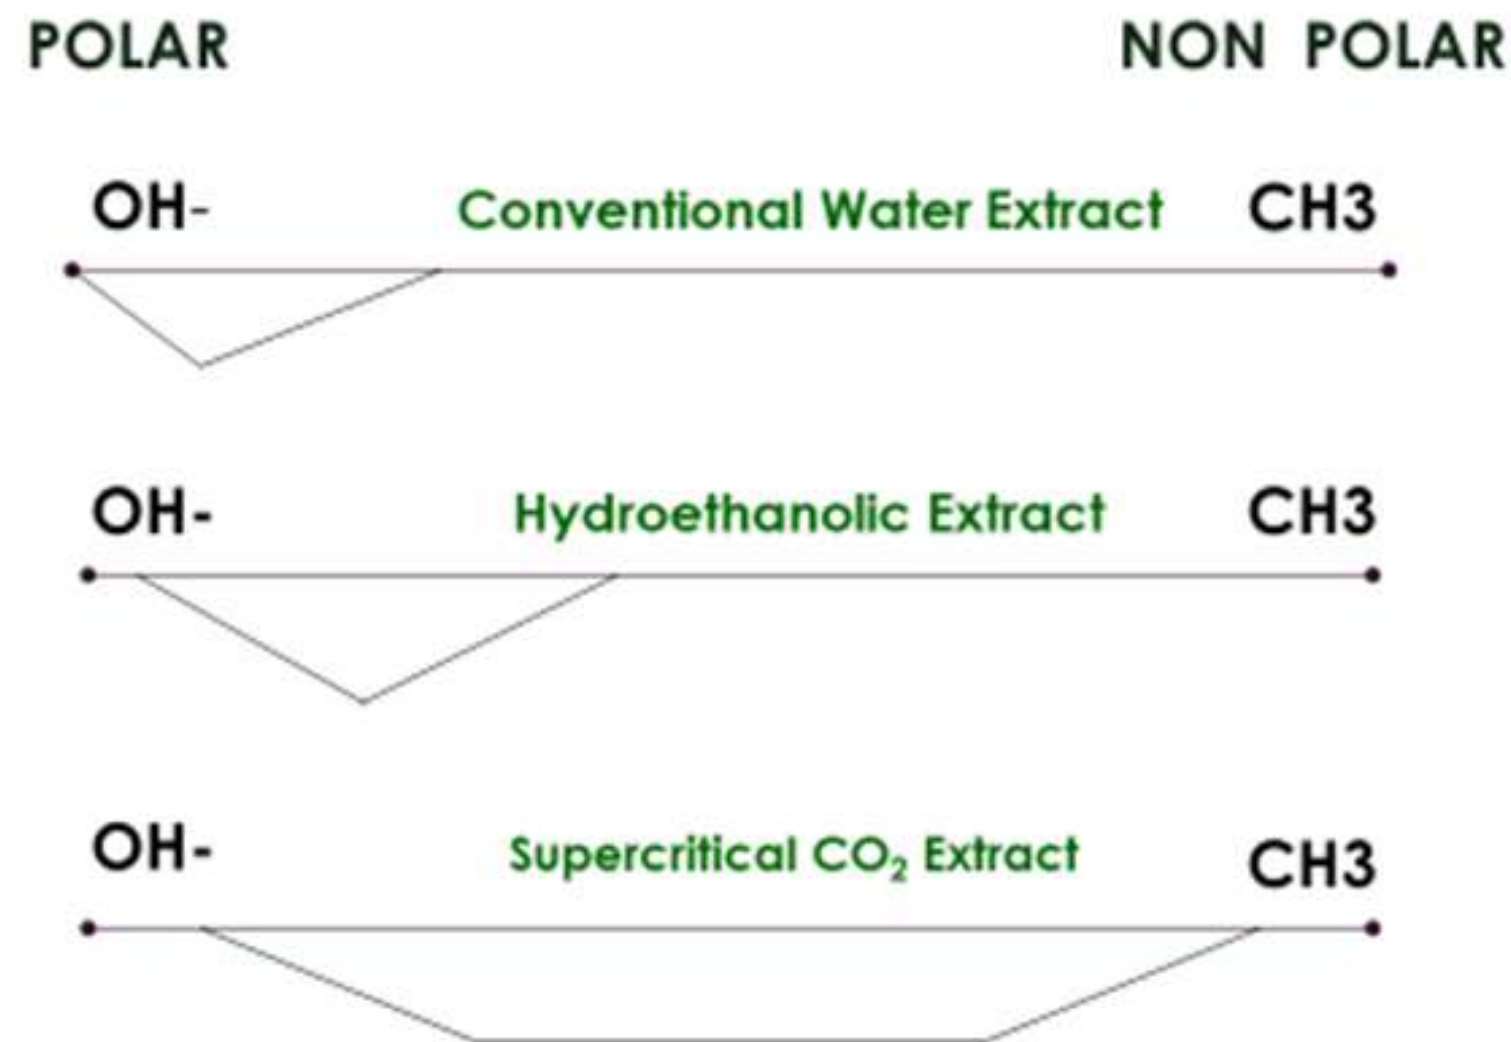 POLAR NON POLAR
OH- Conventional Water Extract CH3
OH- Hydroethanolic Extract CH3
OH- Supercritical CO₂ Extract CH3